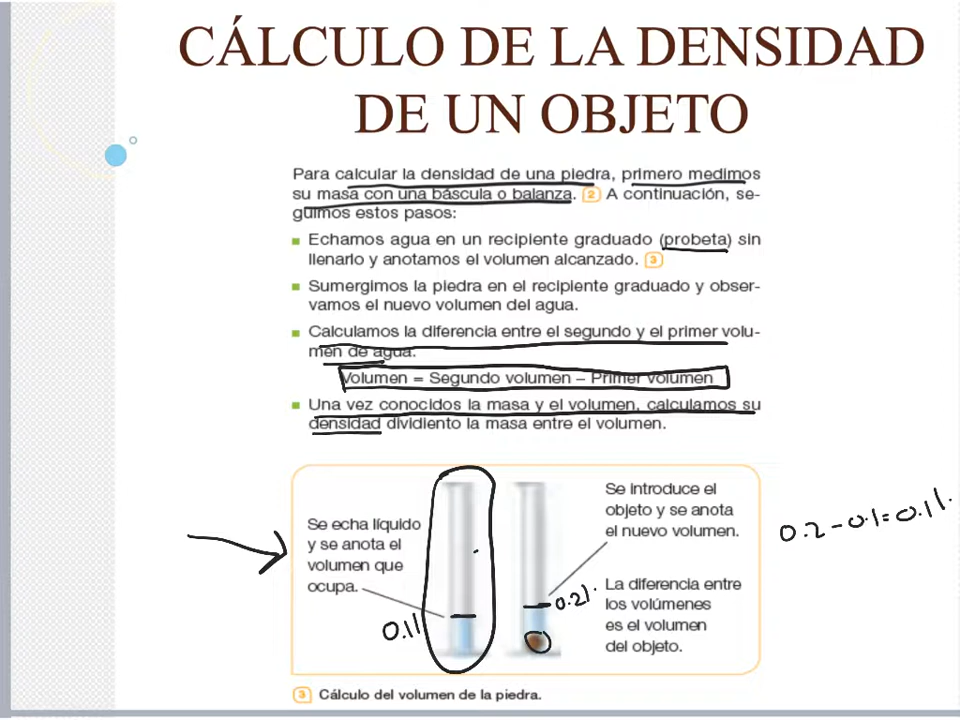 CÁLCULO DE LA DENSIDAD
DE UN OBJETO
Para calcular la densidad de una piedra, primero medimos
su masa con una báscula o balanza. 2 A continuación, se-
guimos estos pasos:
Echamos agua en un recipiente graduado (probeta) sin
llenarlo y anotamos el volumen alcanzado. 3
Sumergimos la piedra en el recipiente graduado y obser-
vamos el nuevo volumen del agua.
Calculamos la diferencia entre el segundo y el primer volu-
men de agua.
Volumen = Segundo volumen – Primer volumen
Una vez conocidos la masa y el volumen, calculamos su
densidad dividiento la masa entre el volumen.
Se echa líquido
y se anota el
volumen que
ocupa.
0.1l
Se introduce el
objeto y se anota
el nuevo volumen.
0.2l.
La diferencia entre
los volúmenes
es el volumen
del objeto.
0.2-0.1=0.1l.
3 Cálculo del volumen de la piedra.